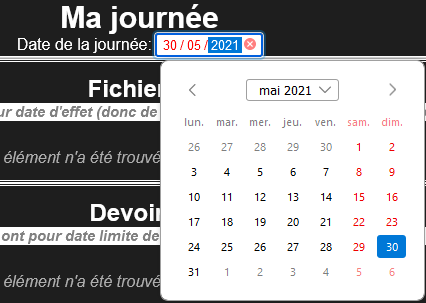 Ma journée
Date de la journée: 30 / 05 / 2021
Fichier
ur date d'effet (donc de
élément n'a été trouvé
Devoir
ont pour date limite de
élément n'a été trouvé
mai 2021
lun. mar. mer. jeu. ven. sam. dim.
26 27 28 29 30 1 2
3 4 5 6 7 8 9
10 11 12 13 14 15 16
17 18 19 20 21 22 23
24 25 26 27 28 29 30
31 1 2 3 4 5 6